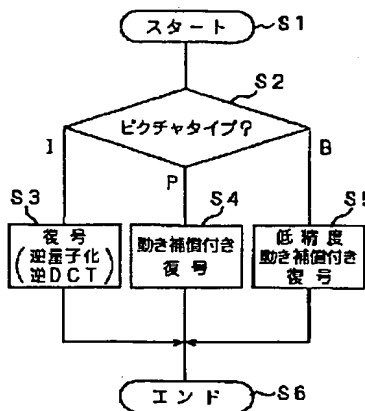 スタート
S1
S2
ピクチャタイプ?
I
P
B
S3
復号
(逆量子化
逆DCT)
S4
動き補償付き
復号
S5
低精度
動き補償付き
復号
エンド
S6